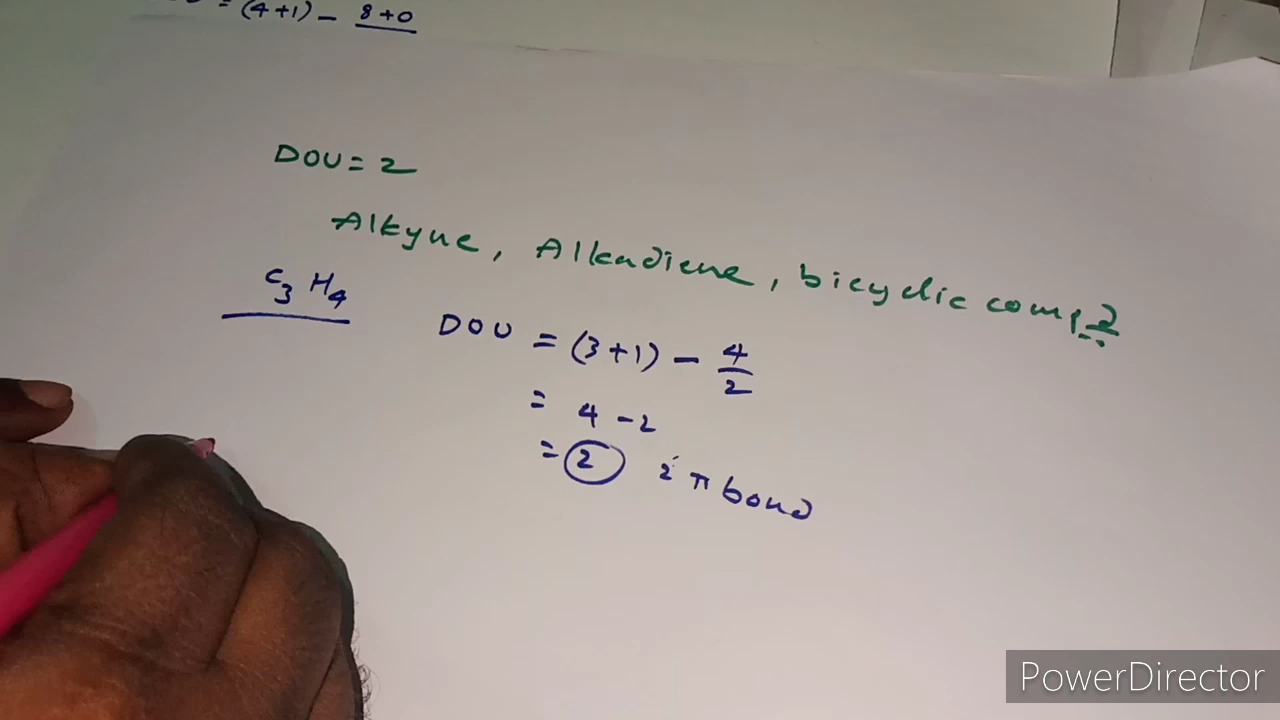 = (4+1) - 8+0
DOU = 2
Alkyne, Alkadiene, bicyclic comp?
C3H4
DOU = (3+1) - 4/2
= 4 - 2
= 2 2 π bond
PowerDirector